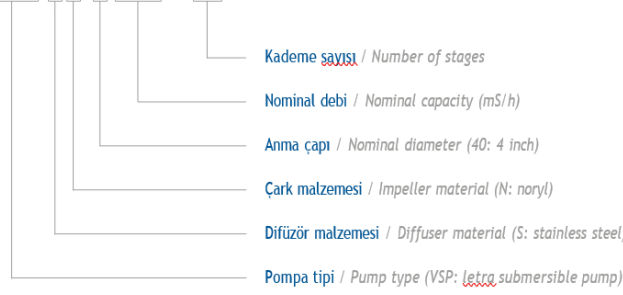 Kademe sayısı / Number of stages
Nominal debi / Nominal capacity (mS/h)
Anma çapı / Nominal diameter (40: 4 inch)
Çark malzemesi / Impeller material (N: noryl)
Difüzör malzemesi / Diffuser material (S: stainless steel)
Pompa tipi / Pump type (VSP: letra submersible pump)